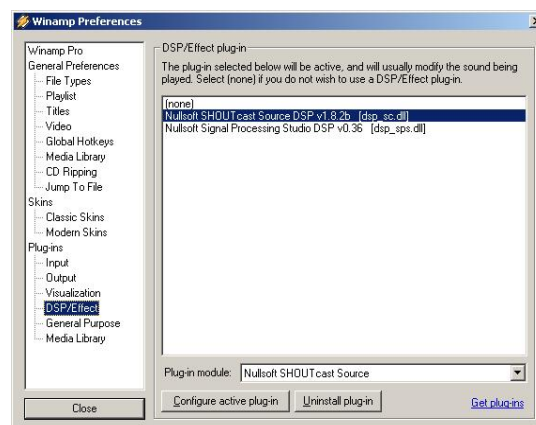 Winamp Preferences
Winamp Pro
General Preferences
File Types
Playlist
Titles
Video
Global Hotkeys
Media Library
CD Ripping
Jump To File
Skins
Classic Skins
Modern Skins
Plug-ins
Input
Output
Visualization
DSP/Effect
General Purpose
Media Library
Close
DSP/Effect plug-in
The plug-in selected below will be active, and will usually modify the sound being
played. Select (none) if you do not wish to use a DSP/Effect plug-in.
(none)
Nullsoft SHOUTcast Source DSP v1.8.2b [dsp_sc.dll]
Nullsoft Signal Processing Studio DSP v0.36 [dsp_sps.dll]
Plug-in module: Nullsoft SHOUTcast Source
Configure active plug-in Uninstall plug-in Get plug-ins